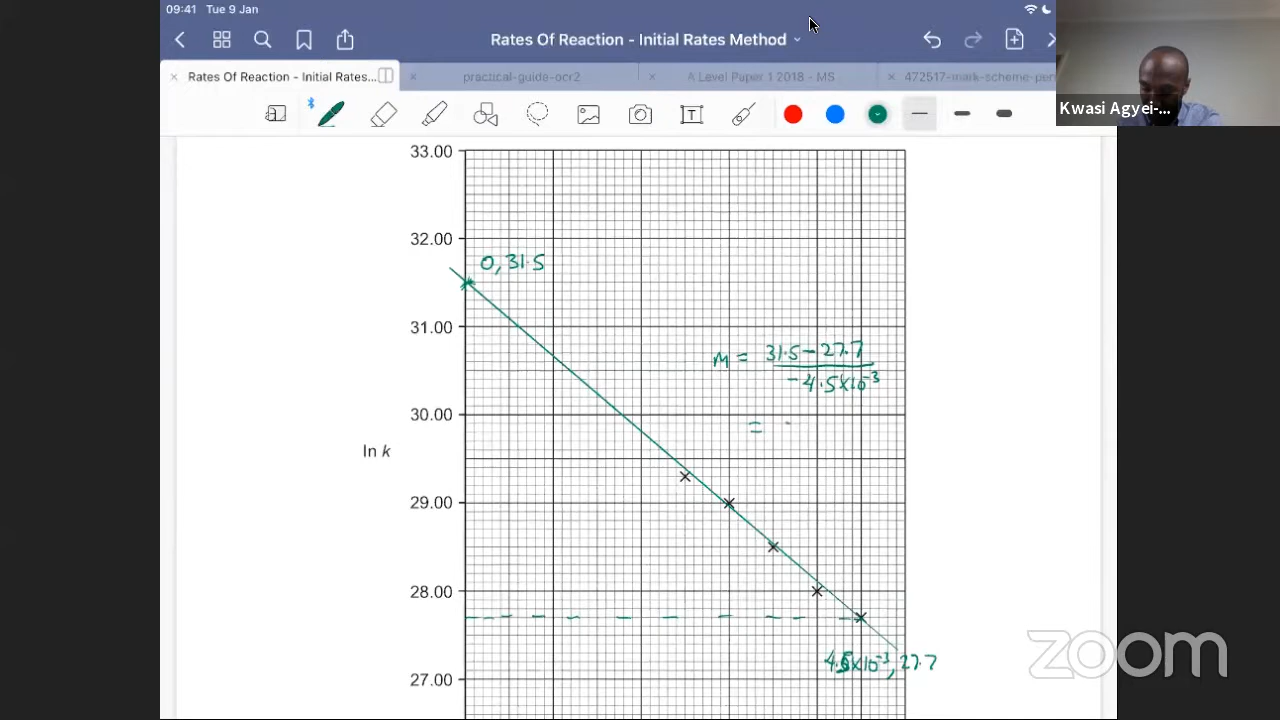 09:41 Tue 9 Jan
Rates Of Reaction - Initial Rates Method
Rates Of Reaction - Initial Rates...
practical-guide-ocr2
A Level Paper 1 2018 - MS
472517-mark-scheme-per
Kwasi Agyei-...
33.00
32.00
0, 31.5
31.00
M = 31.5 - 27.7
-4.5x10⁻³
=
30.00
ln k
29.00
28.00
4.5x10⁻³, 27.7
27.00
zoom